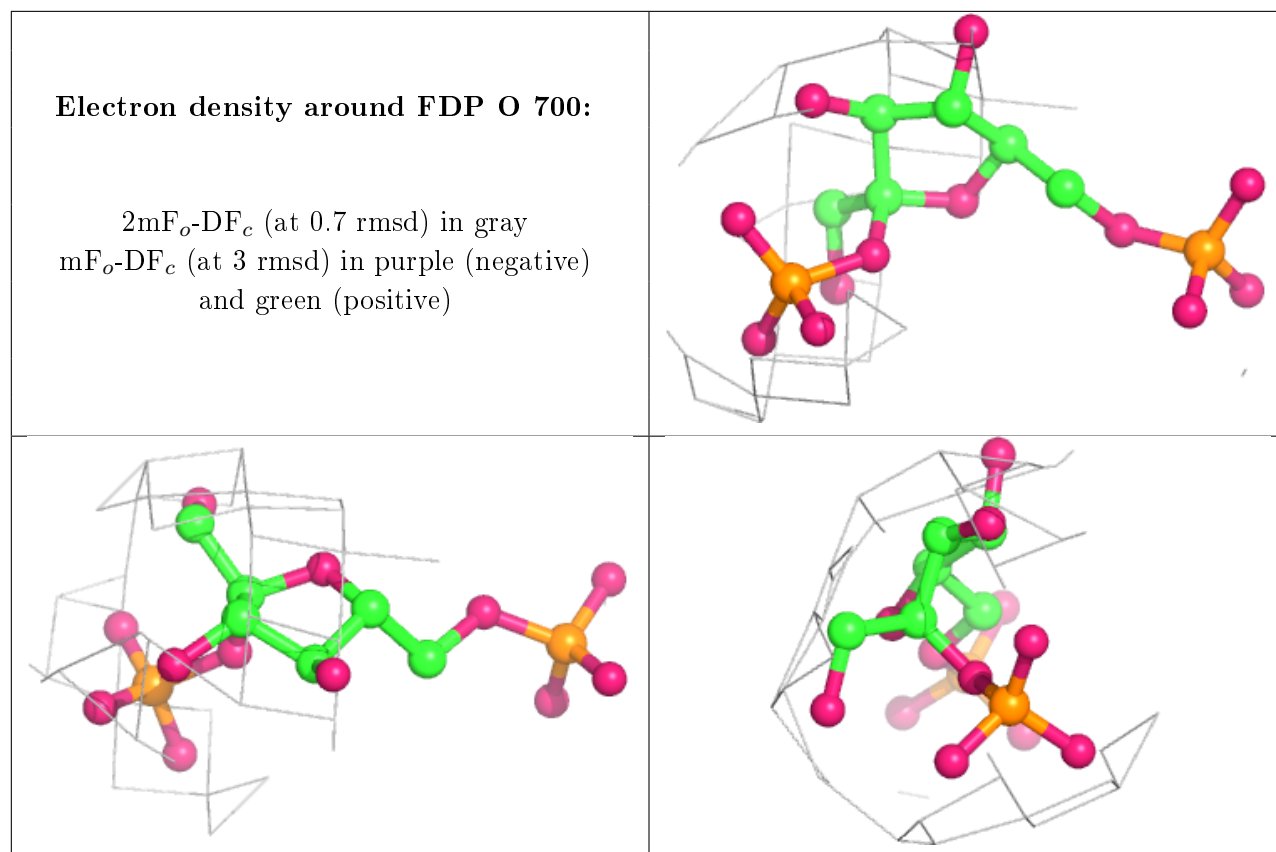 Electron density around FDP O 700:
2mFₒ-DF𝒸 (at 0.7 rmsd) in gray
mFₒ-DF𝒸 (at 3 rmsd) in purple (negative)
and green (positive)